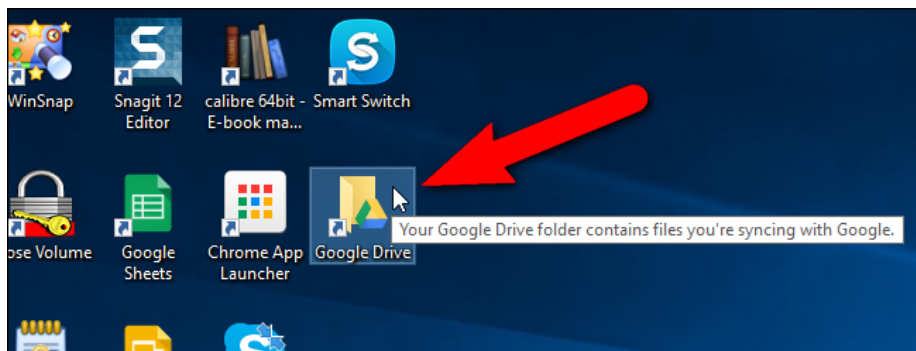 WinSnap
Snagit 12
Editor
calibre 64bit -
E-book ma...
Smart Switch
ose Volume
Google
Sheets
Chrome App
Launcher
Google Drive
Your Google Drive folder contains files you're syncing with Google.